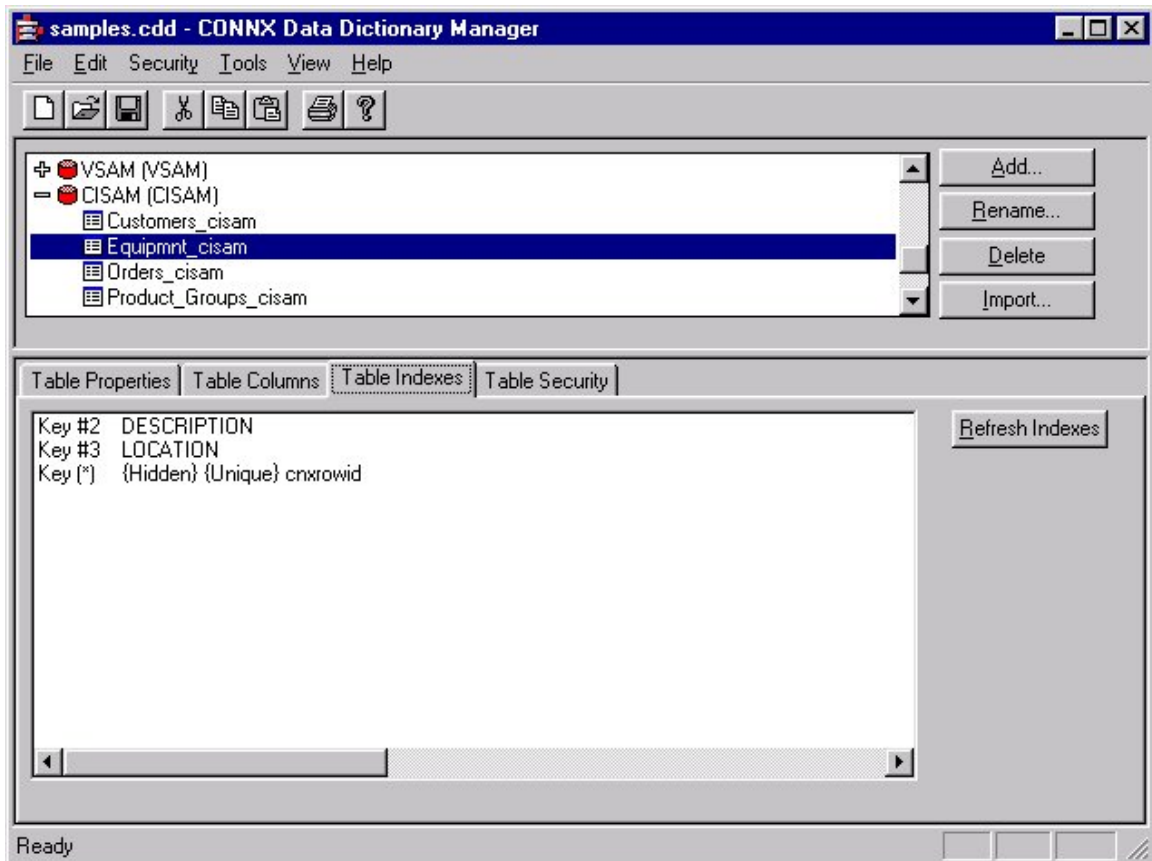 samples.cdd - CONNX Data Dictionary Manager
File Edit Security Tools View Help
VSAM (VSAM)
CISAM (CISAM)
Customers_cisam
Equipmnt_cisam
Orders_cisam
Product_Groups_cisam
Add...
Rename...
Delete
Import...
Table Properties Table Columns Table Indexes Table Security
Key #2 DESCRIPTION
Key #3 LOCATION
Key (*) {Hidden} {Unique} cnxrowid
Refresh Indexes
Ready